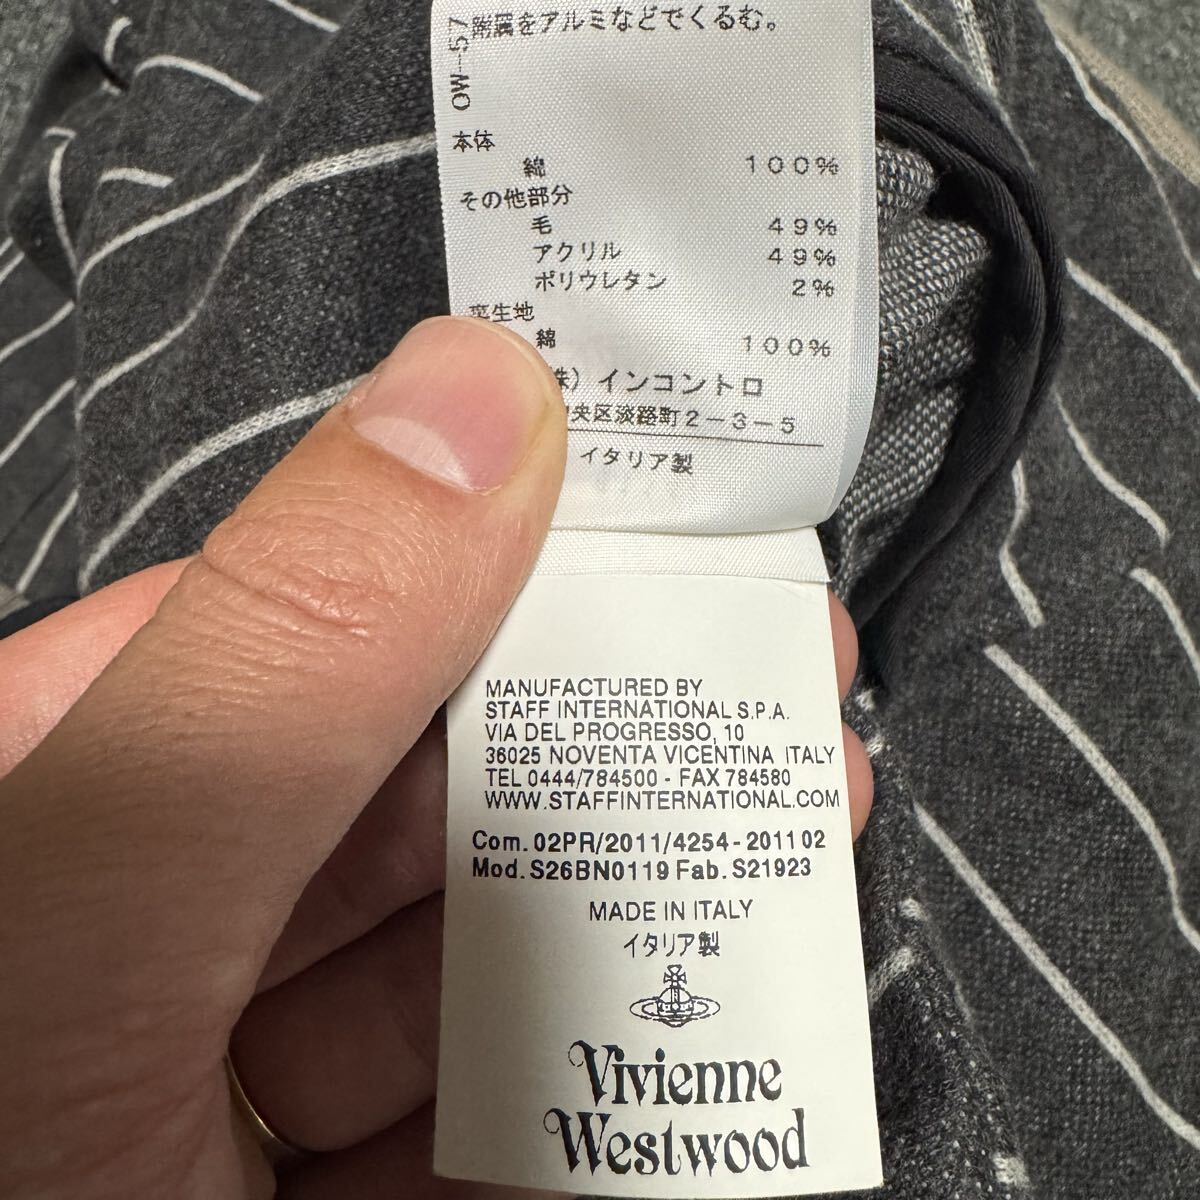 附属をアルミなどでくるむ。
OW--57
本体
綿 100%
その他部分
毛 49%
アクリル 49%
ポリウレタン 2%
綿 100%
株）インコントロ
央区淡路町2-3-5
イタリア製
MANUFACTURED BY
STAFF INTERNATIONAL S.P.A.
VIA DEL PROGRESSO, 10
36025 NOVENTA VICENTINA ITALY
TEL 0444/784500 - FAX 784580
WWW.STAFFINTERNATIONAL.COM
Com. 02PR/2011/4254 - 2011 02
Mod. S26BN0119 Fab. S21923
MADE IN ITALY
イタリア製
Vivienne
Westwood